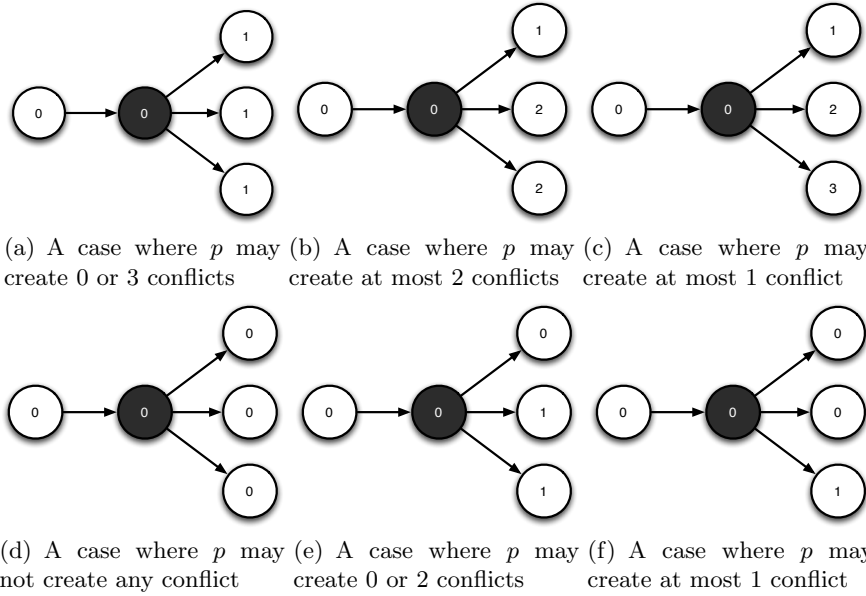 1
1
1
0
0
0
0
1
1
2
2
1
0
0
2
3
(a) A case where p may
create 0 or 3 conflicts
(b) A case where p may
create at most 2 conflicts
(c) A case where p may
create at most 1 conflict
0
0
0
0
0
0
0
0
1
1
0
0
0
0
1
(d) A case where p may
not create any conflict
(e) A case where p may
create 0 or 2 conflicts
(f) A case where p may
create at most 1 conflict